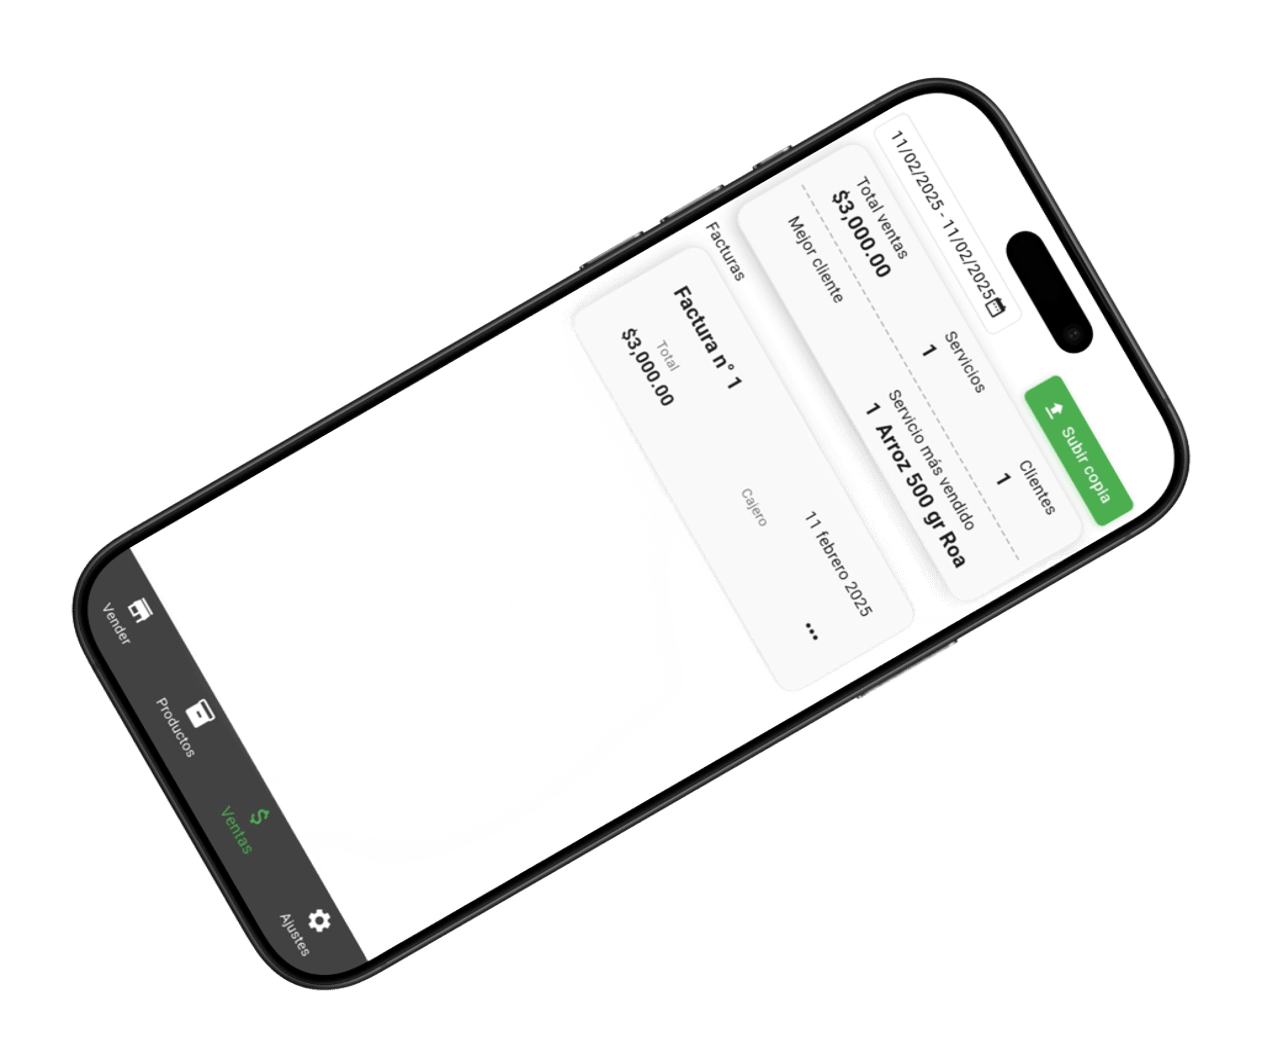 11/02/2025 - 11/02/2025
Subir copia
Total ventas
$3,000.00
Servicios
1
Clientes
1
Mejor cliente
Servicio más vendido
1 Arroz 500 gr Roa
Facturas
Factura n° 1
11 febrero 2025
Total
$3,000.00
Cajero
Vender
Productos
Ventas
Ajustes